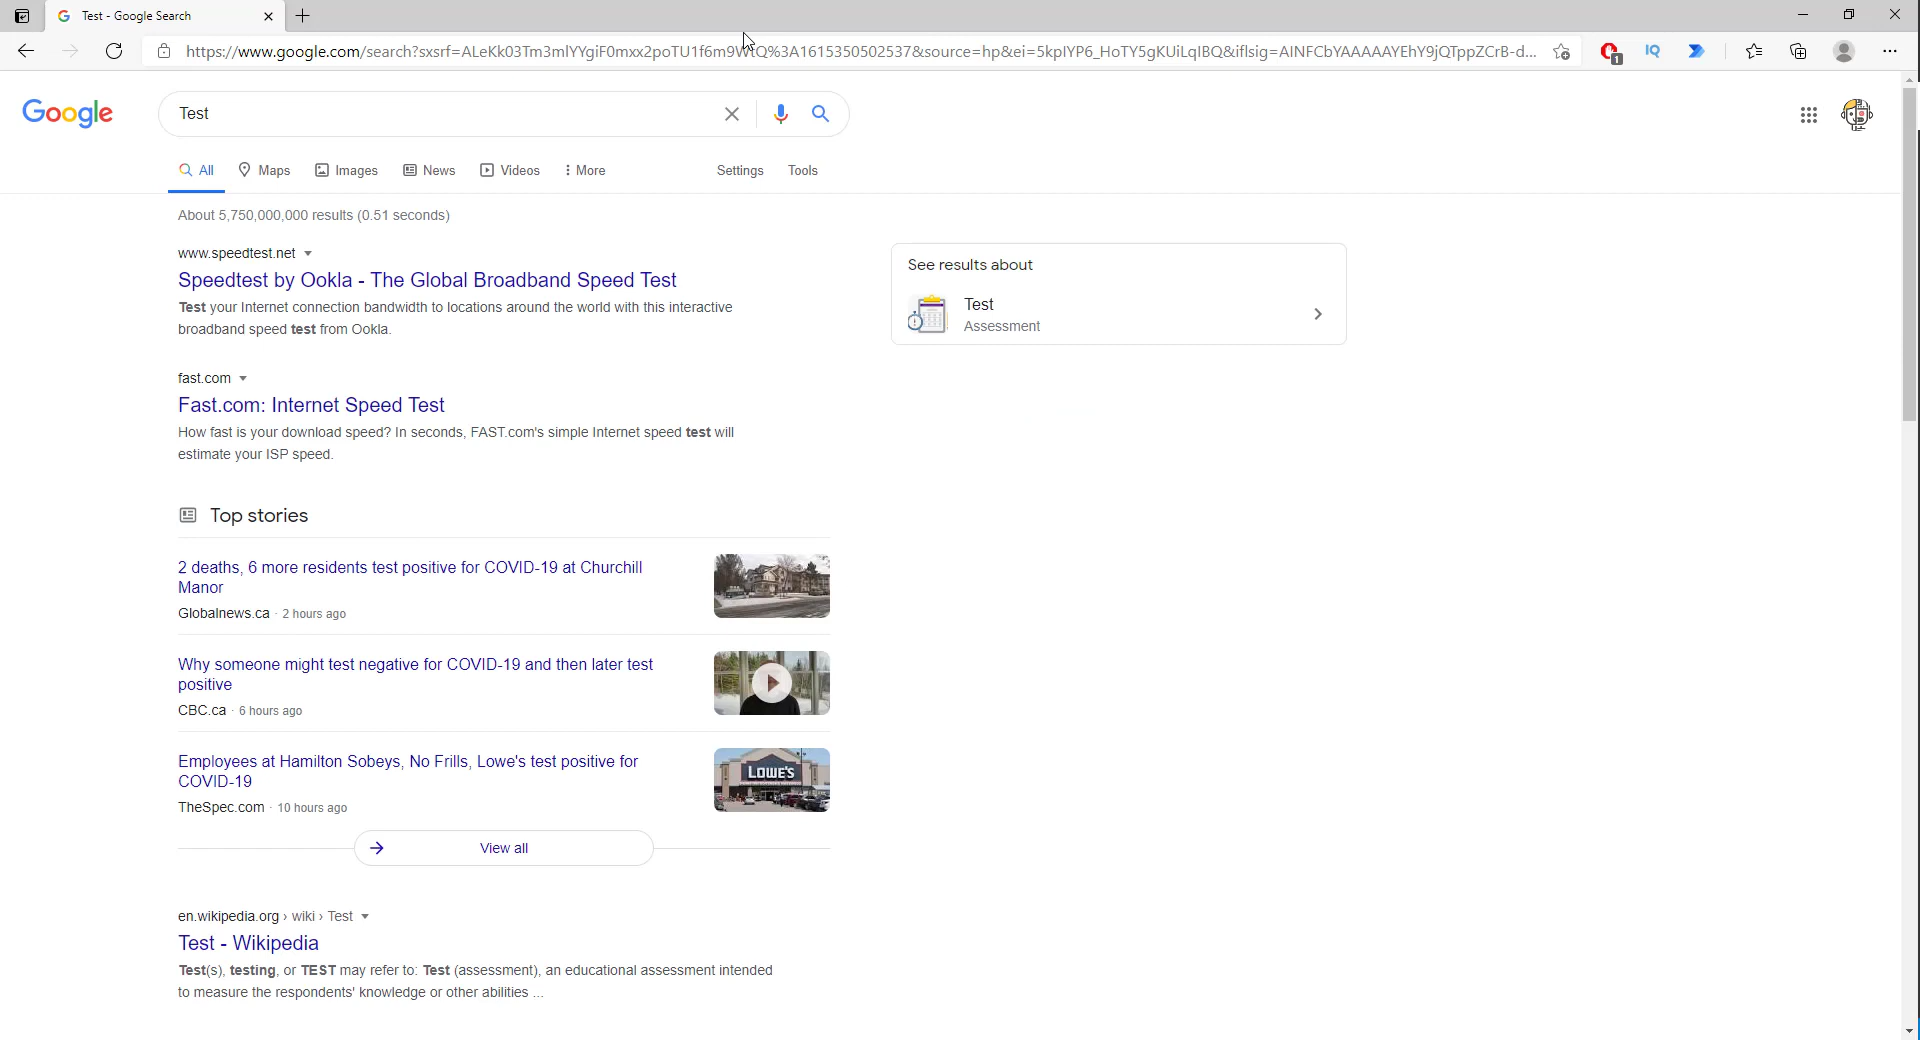 Test - Google Search
https://www.google.com/search?sxsrf=ALeKk03Tm3mlYYgiF0mxx2poTU1f6m9WtQ%3A1615350502537&source=hp&ei=5kpIYP6_HoTY5gKUiLqIBQ&iflsig=AINFCbYAAAAAYEhY9jQTppZCrB-d...
1
IQ
Google
Test
All Maps Images News Videos More Settings Tools
About 5,750,000,000 results (0.51 seconds)
www.speedtest.net
Speedtest by Ookla - The Global Broadband Speed Test
Test your Internet connection bandwidth to locations around the world with this interactive
broadband speed test from Ookla.
See results about
Test
Assessment
fast.com
Fast.com: Internet Speed Test
How fast is your download speed? In seconds, FAST.com's simple Internet speed test will
estimate your ISP speed.
Top stories
2 deaths, 6 more residents test positive for COVID-19 at Churchill
Manor
Globalnews.ca · 2 hours ago
Why someone might test negative for COVID-19 and then later test
positive
CBC.ca · 6 hours ago
Employees at Hamilton Sobeys, No Frills, Lowe's test positive for
COVID-19
TheSpec.com · 10 hours ago
LOWE'S
View all
en.wikipedia.org › wiki › Test
Test - Wikipedia
Test(s), testing, or TEST may refer to: Test (assessment), an educational assessment intended
to measure the respondents' knowledge or other abilities ...